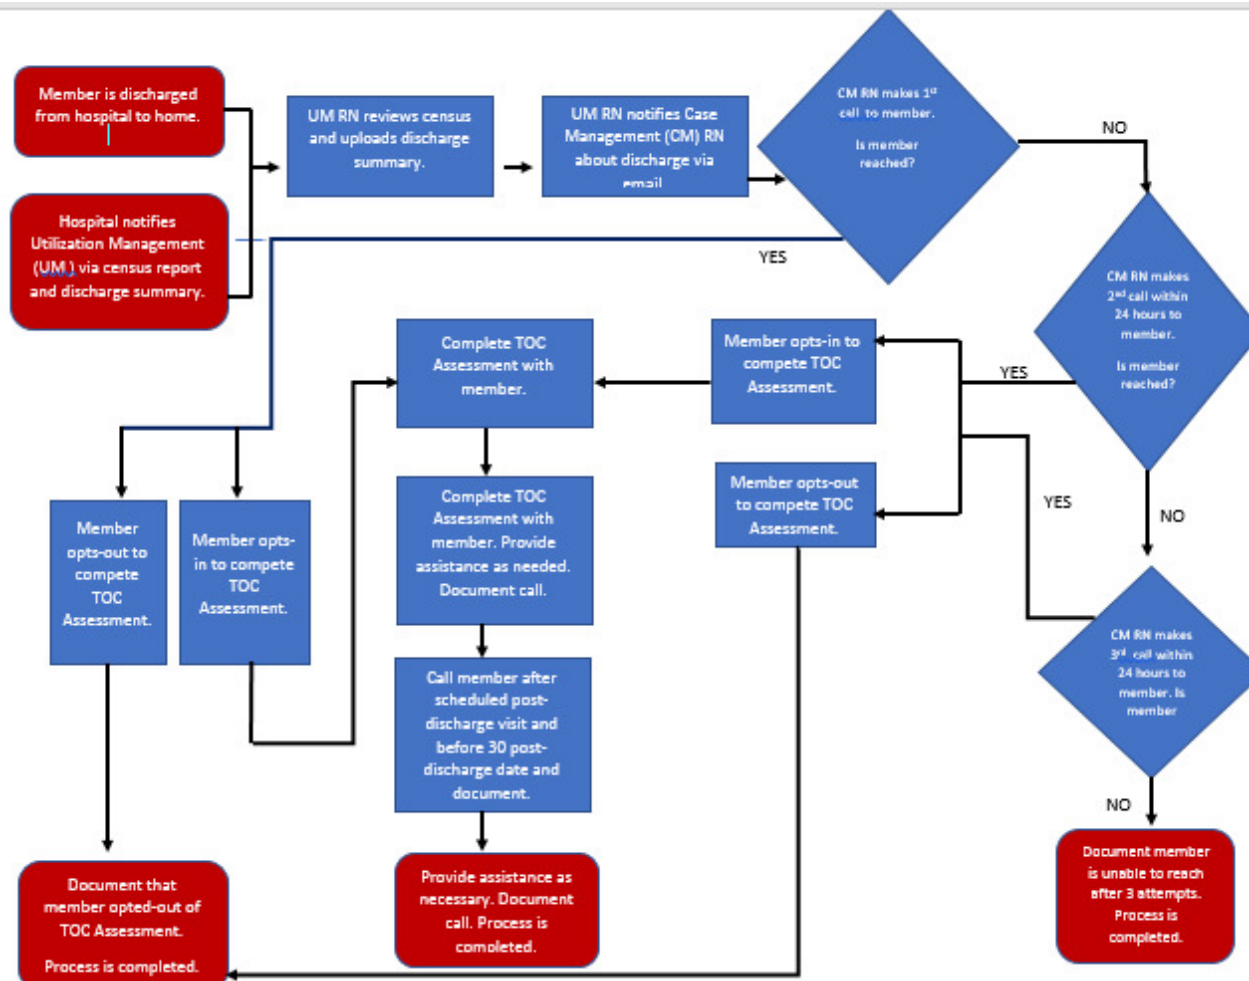 Member is discharged
from hospital to home.
Hospital notifies
Utilization Management
(UM ) via census report
and discharge summary.
UM RN reviews census
and uploads discharge
summary.
UM RN notifies Case
Management (CM) RN
about discharge via
email
CM RN makes 1st
call to member.
Is member
reached?
NO
YES
CM RN makes
2nd call within
24 hours to
member.
Is member
reached?
YES
NO
CM RN makes
3rd call within
24 hours to
member. Is
member
YES
NO
Document member
is unable to reach
after 3 attempts.
Process is
completed.
Member opts-in to
compete TOC
Assessment.
Member opts-out
to compete TOC
Assessment.
Complete TOC
Assessment with
member.
Complete TOC
Assessment with
member. Provide
assistance as needed.
Document call.
Call member after
scheduled post-
discharge visit and
before 30 post-
discharge date and
document.
Provide assistance as
necessary. Document
call. Process is
completed.
Member
opts-out to
compete
TOC
Assessment.
Member opts-
in to compete
TOC
Assessment.
Document that
member opted-out of
TOC Assessment.
Process is completed.